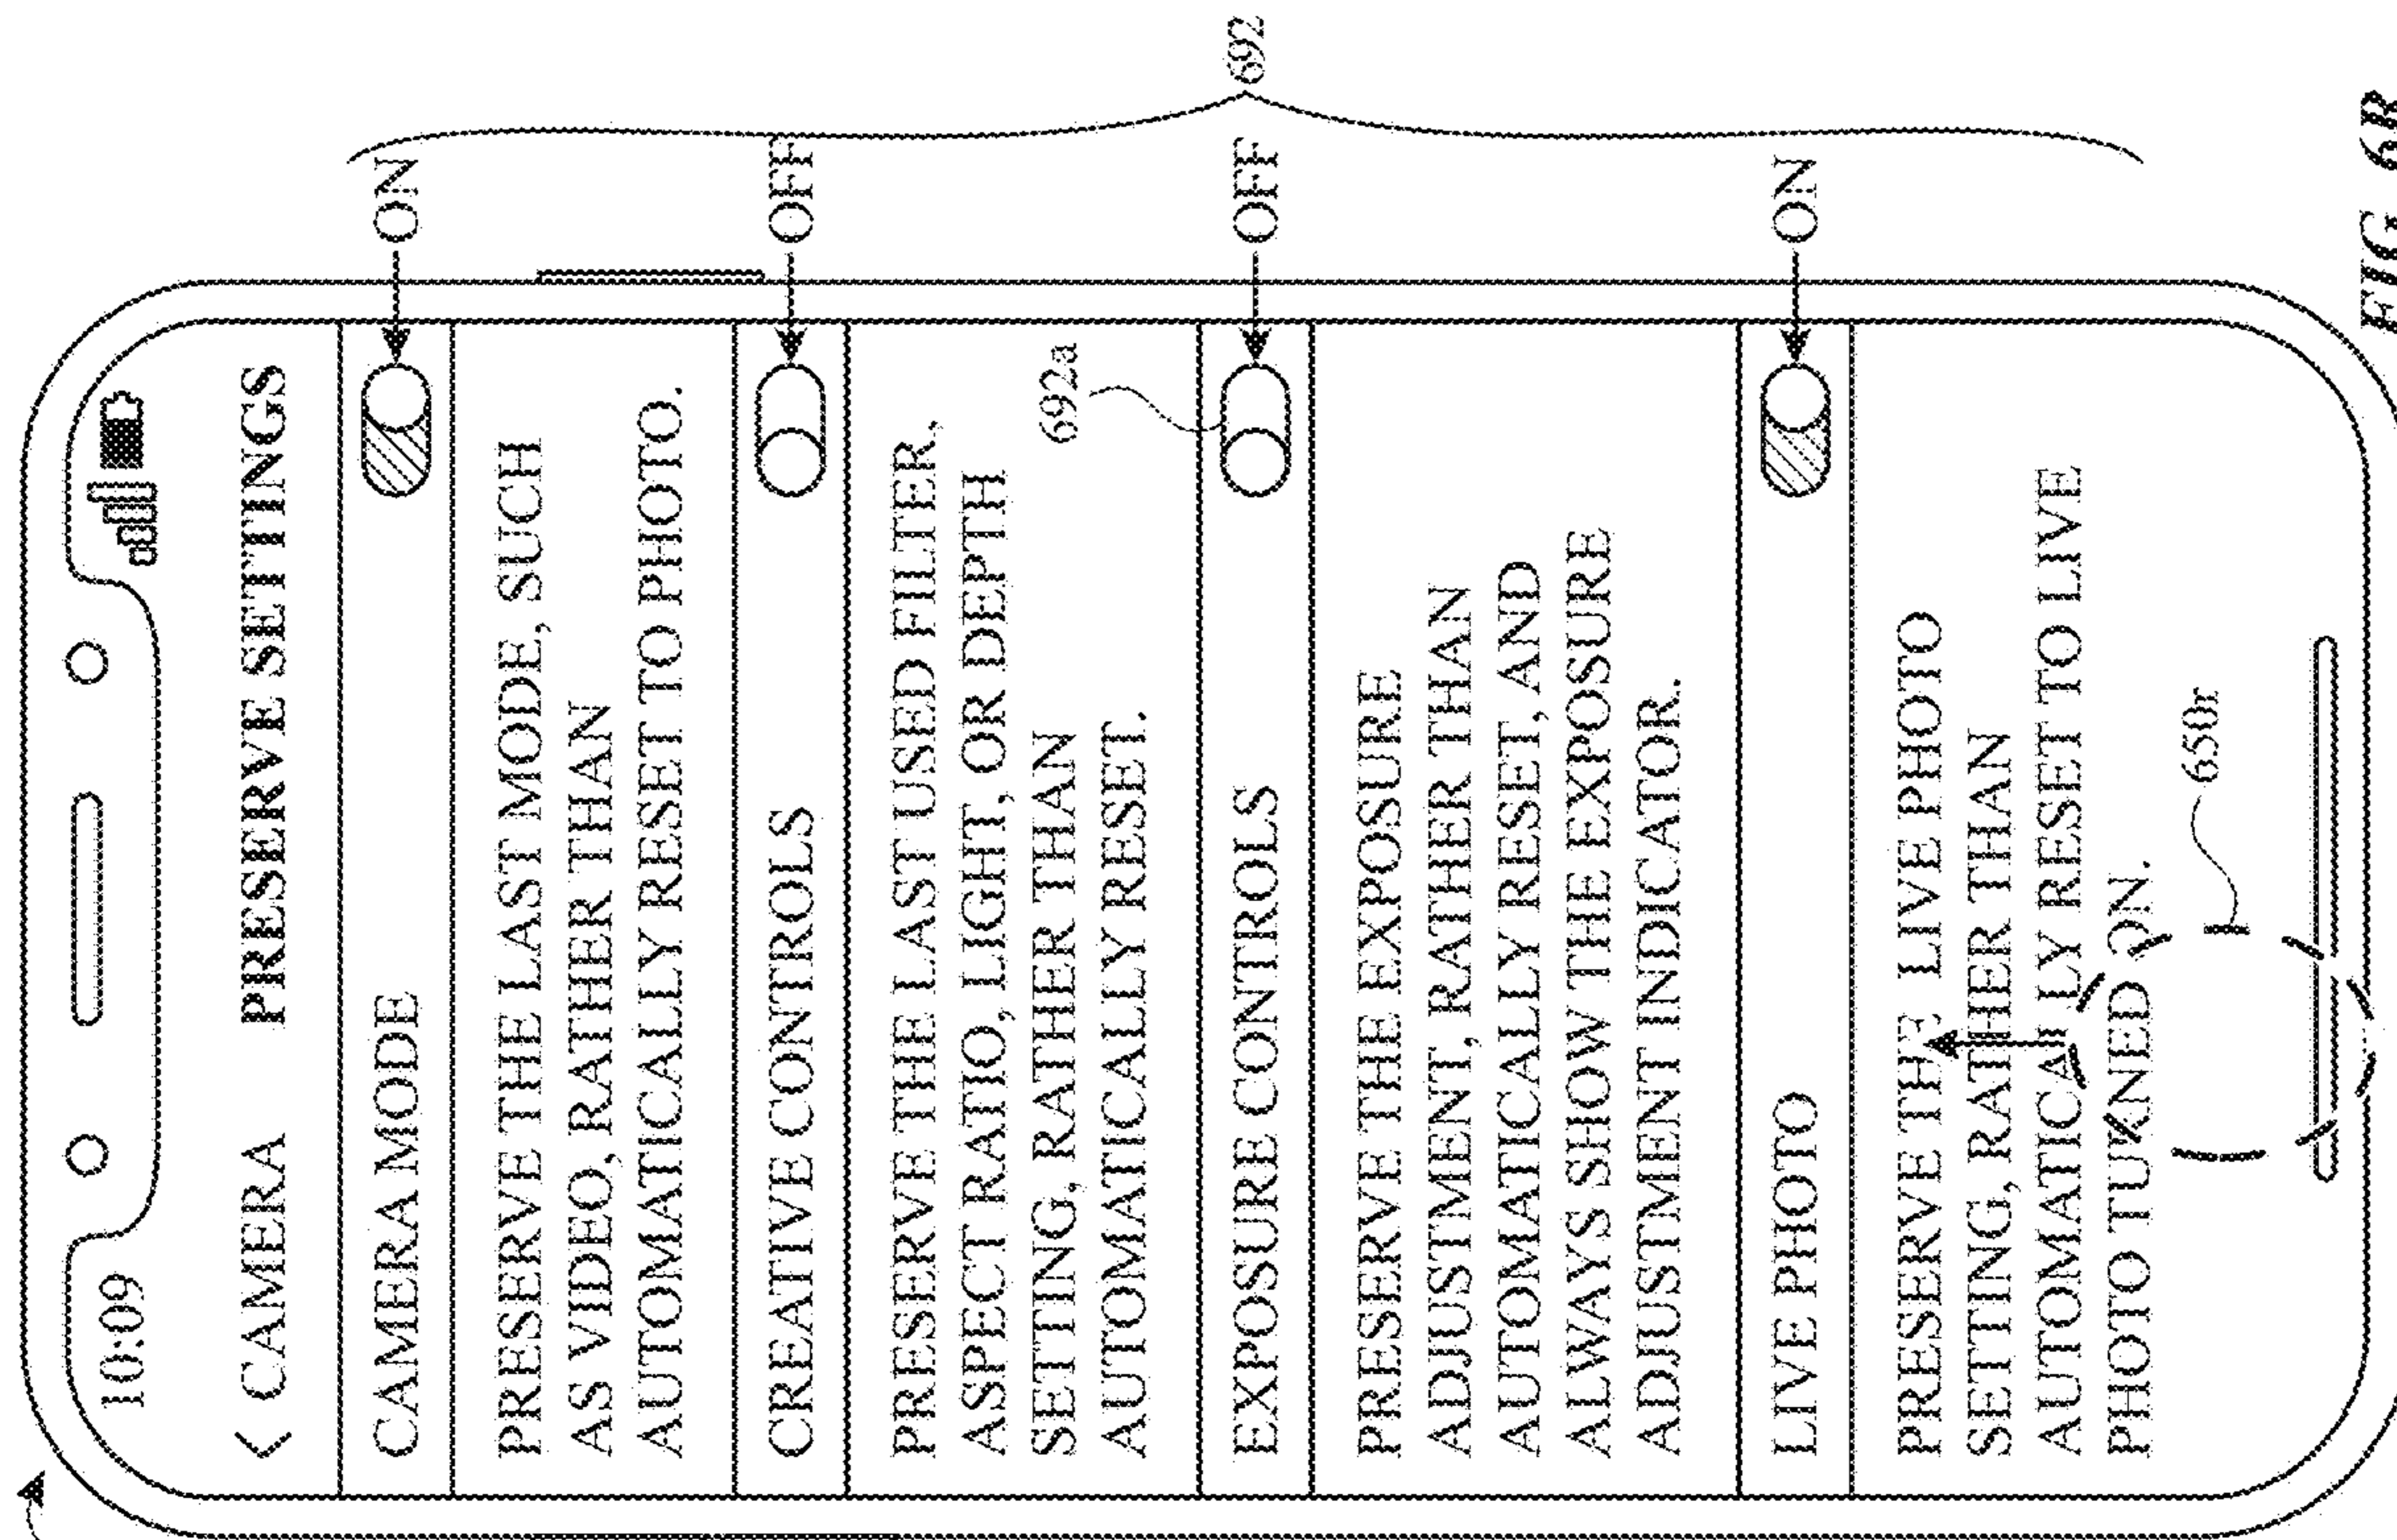 10:09
< CAMERA PRESERVE SETTINGS
CAMERA MODE
ON
PRESERVE THE LAST MODE, SUCH
AS VIDEO, RATHER THAN
AUTOMATICALLY RESET TO PHOTO.
CREATIVE CONTROLS
OFF
PRESERVE THE LAST USED FILTER,
ASPECT RATIO, LIGHT, OR DEPTH
SETTING, RATHER THAN
AUTOMATICALLY RESET.
692a
EXPOSURE CONTROLS
OFF
692
PRESERVE THE EXPOSURE
ADJUSTMENT, RATHER THAN
AUTOMATICALLY RESET, AND
ALWAYS SHOW THE EXPOSURE
ADJUSTMENT INDICATOR.
LIVE PHOTO
ON
PRESERVE THE LIVE PHOTO
SETTING, RATHER THAN
AUTOMATICALLY RESET TO LIVE
PHOTO TURNED ON.
650r
FIG. 6R